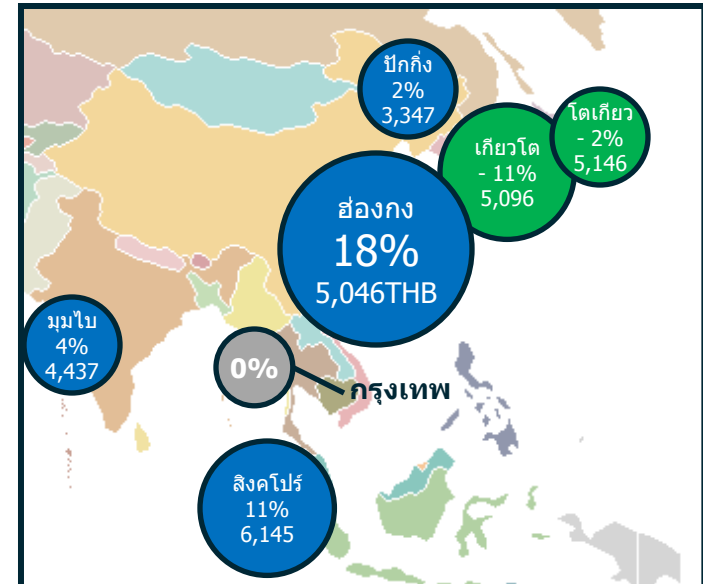 ปักกิ่ง
2%
3,347
โตเกียว
- 2%
5,146
เกียวโต
- 11%
5,096
ฮ่องกง
18%
5,046THB
มุมไบ
4%
4,437
0%
กรุงเทพ
สิงคโปร์
11%
6,145